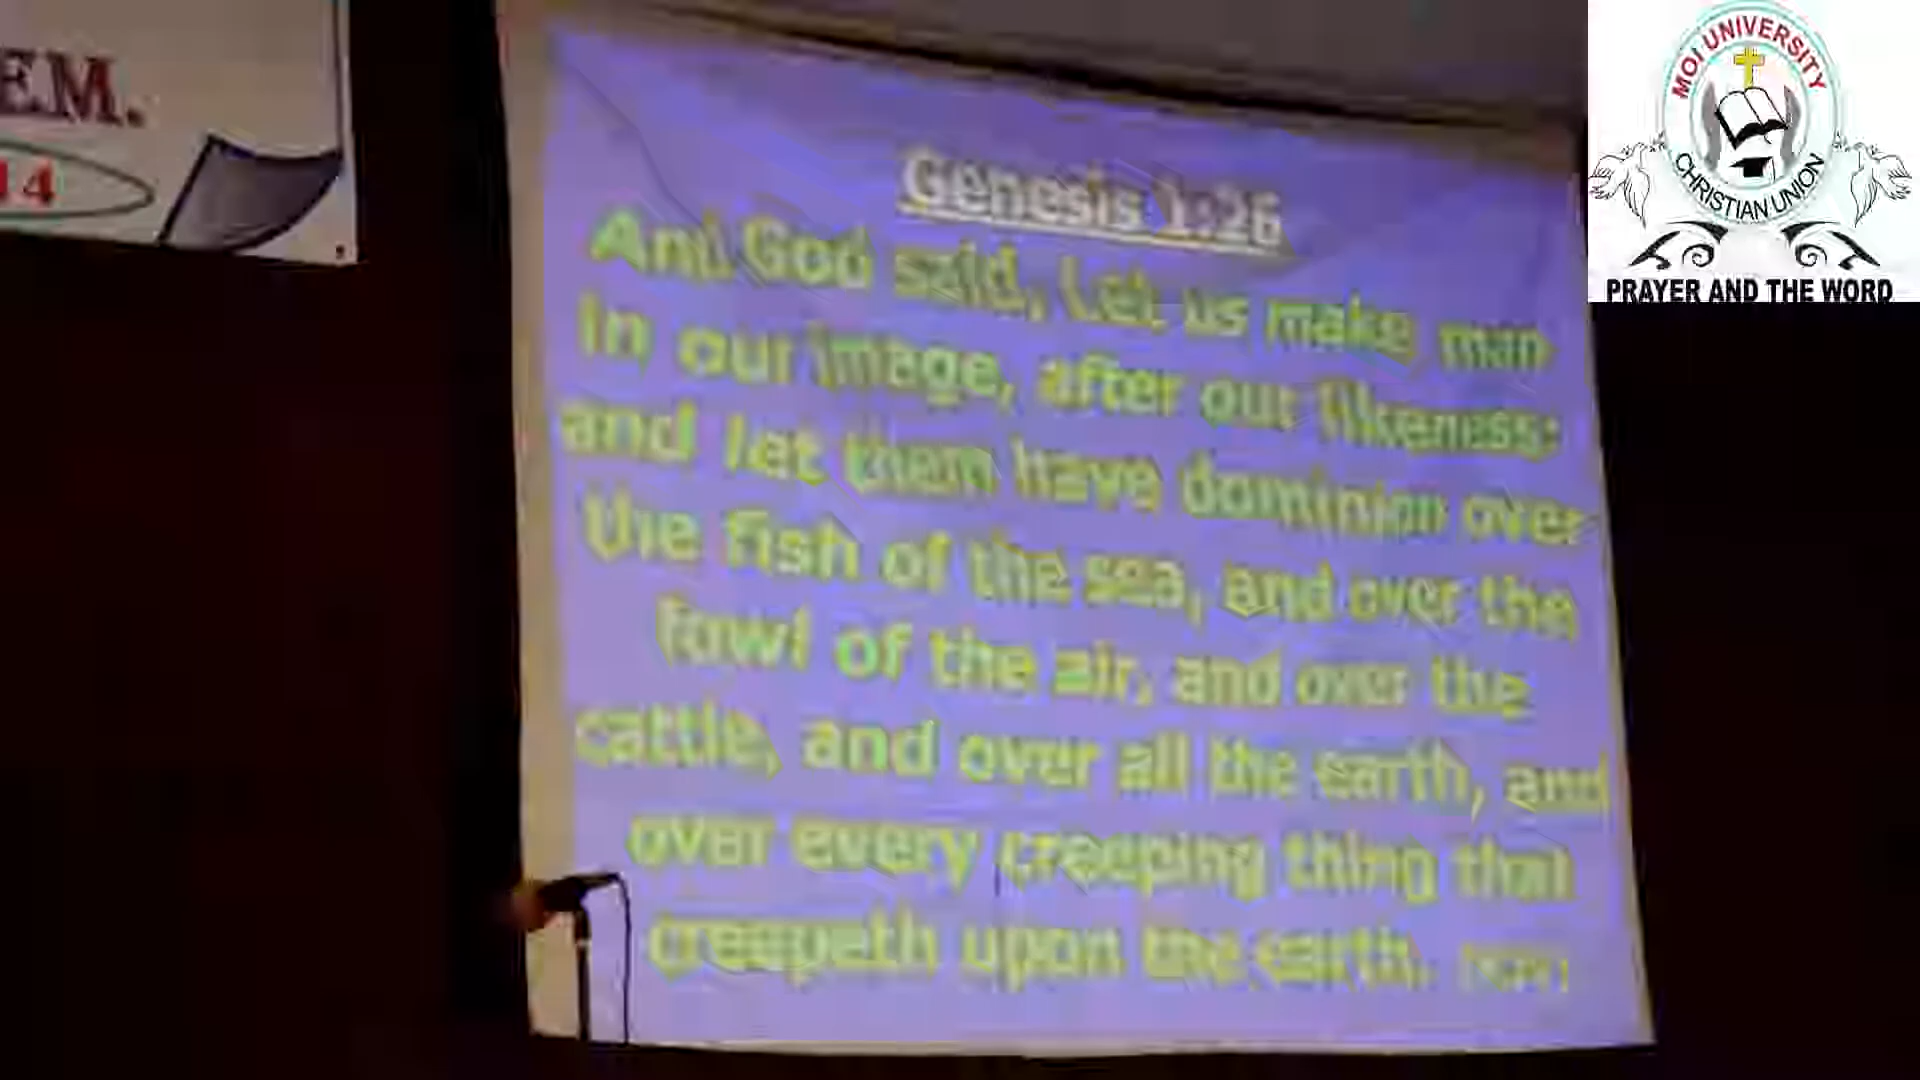 EM.
14
Genesis 1:26
And God said, Let us make man
in our image, after our likeness:
and let them have dominion over
the fish of the sea, and over the
fowl of the air, and over the
cattle, and over all the earth, and
over every creeping thing that
creepeth upon the earth.
MOI UNIVERSITY
CHRISTIAN UNION
PRAYER AND THE WORD